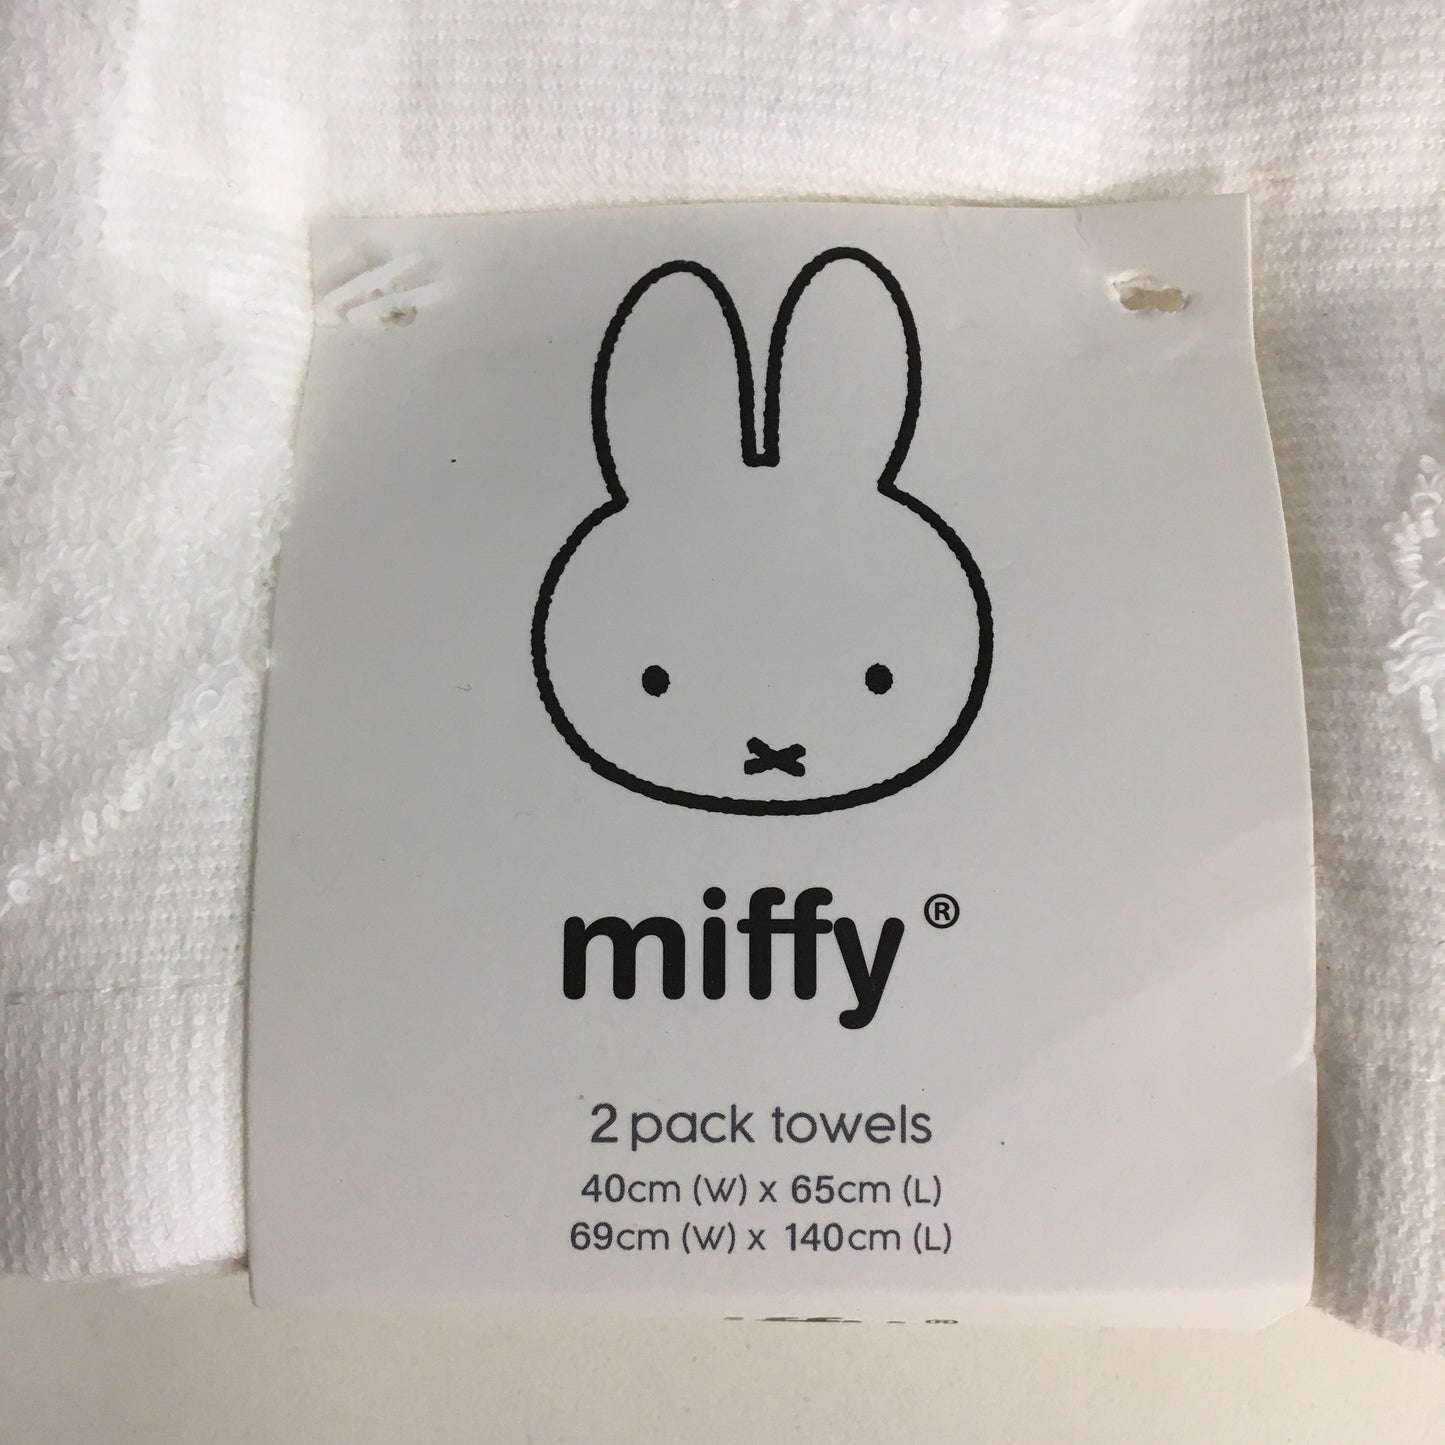 miffy®
2 pack towels
40cm (W) x 65cm (L)
69cm (W) x 140cm (L)